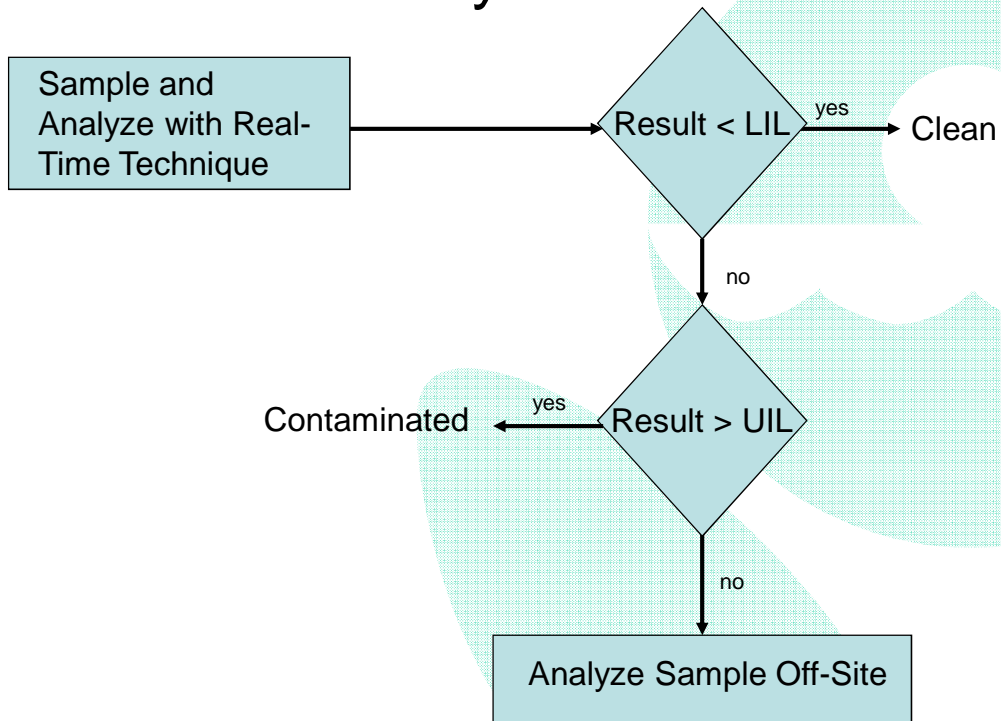 Sample and
Analyze with Real-
Time Technique
Result < LIL
yes
Clean
no
Result > UIL
yes
Contaminated
no
Analyze Sample Off-Site